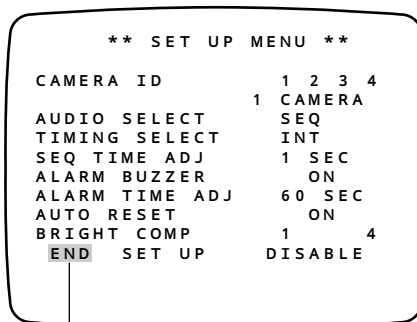 ** SET UP MENU **
CAMERA ID 1 2 3 4
1 CAMERA
AUDIO SELECT SEQ
TIMING SELECT INT
SEQ TIME ADJ 1 SEC
ALARM BUZZER ON
ALARM TIME ADJ 60 SEC
AUTO RESET ON
BRIGHT COMP 1 4
END SET UP DISABLE